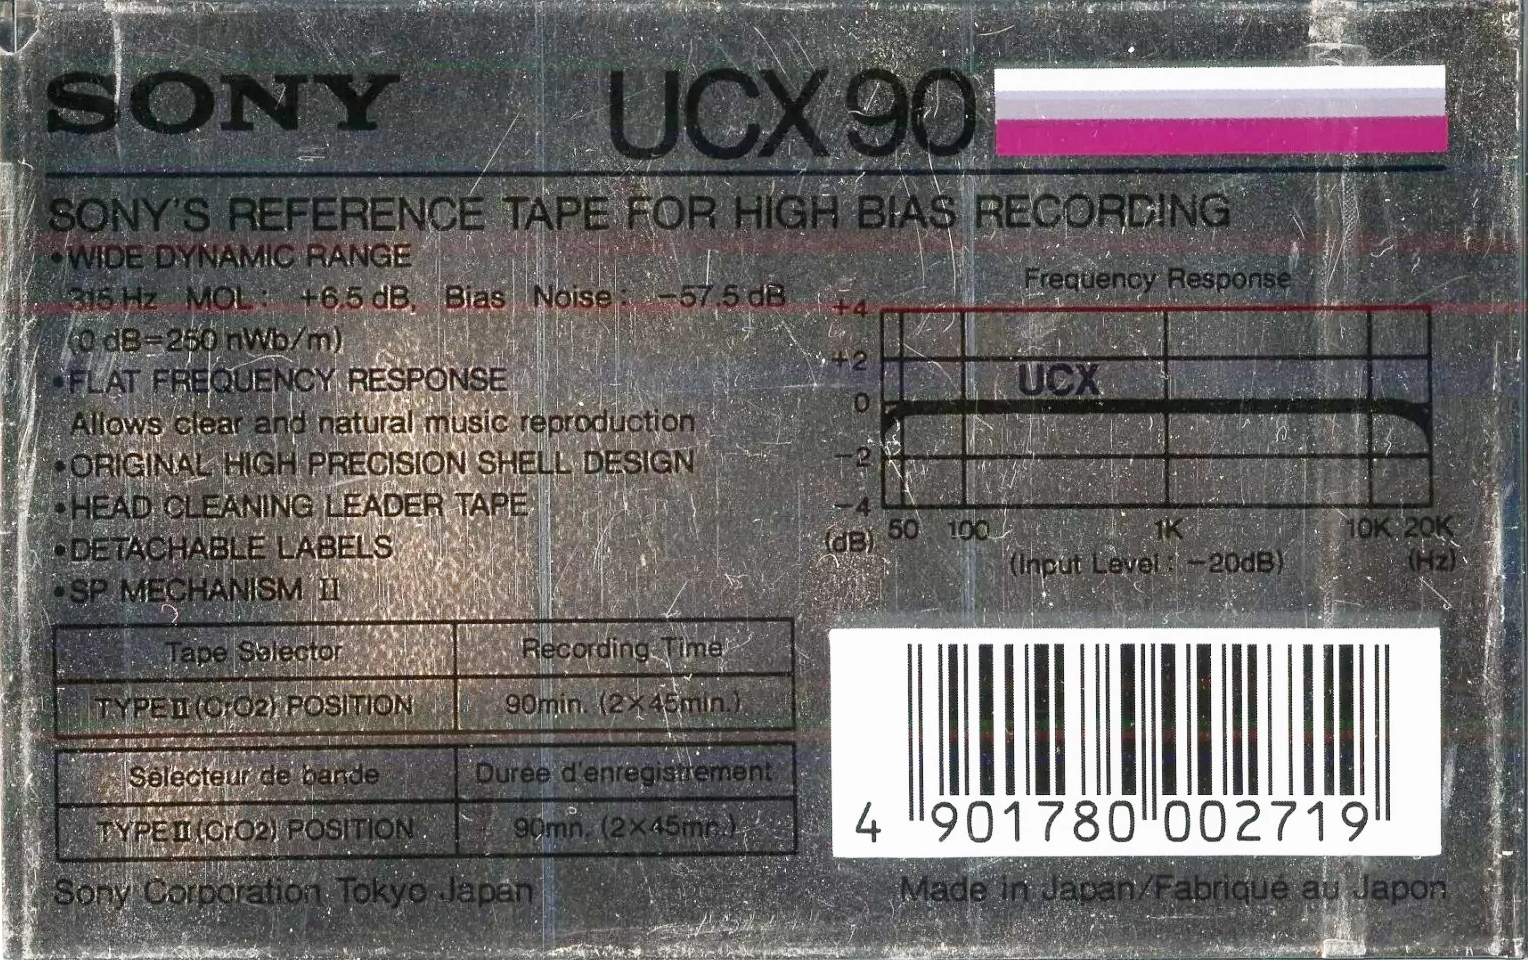 SONY UCX 90
SONY'S REFERENCE TAPE FOR HIGH BIAS RECORDING
•WIDE DYNAMIC RANGE
315 Hz MOL : +6.5 dB, Bias Noise : −57.5 dB
(0 dB=250 nWb/m)
•FLAT FREQUENCY RESPONSE
Allows clear and natural music reproduction
•ORIGINAL HIGH PRECISION SHELL DESIGN
•HEAD CLEANING LEADER TAPE
•DETACHABLE LABELS
•SP MECHANISM II
Frequency Response
+4
+2
UCX
0
−2
−4
(dB)
50 100 1K 10K 20K
(Input Level : −20dB) (Hz)
Tape Selector Recording Time
TYPE II (CrO2) POSITION 90min. (2×45min.)
Sélecteur de bande Durée d'enregistrement
TYPE II (CrO2) POSITION 90mn. (2×45mn.)
4 901780 002719
Sony Corporation Tokyo Japan
Made in Japan/Fabriqué au Japon